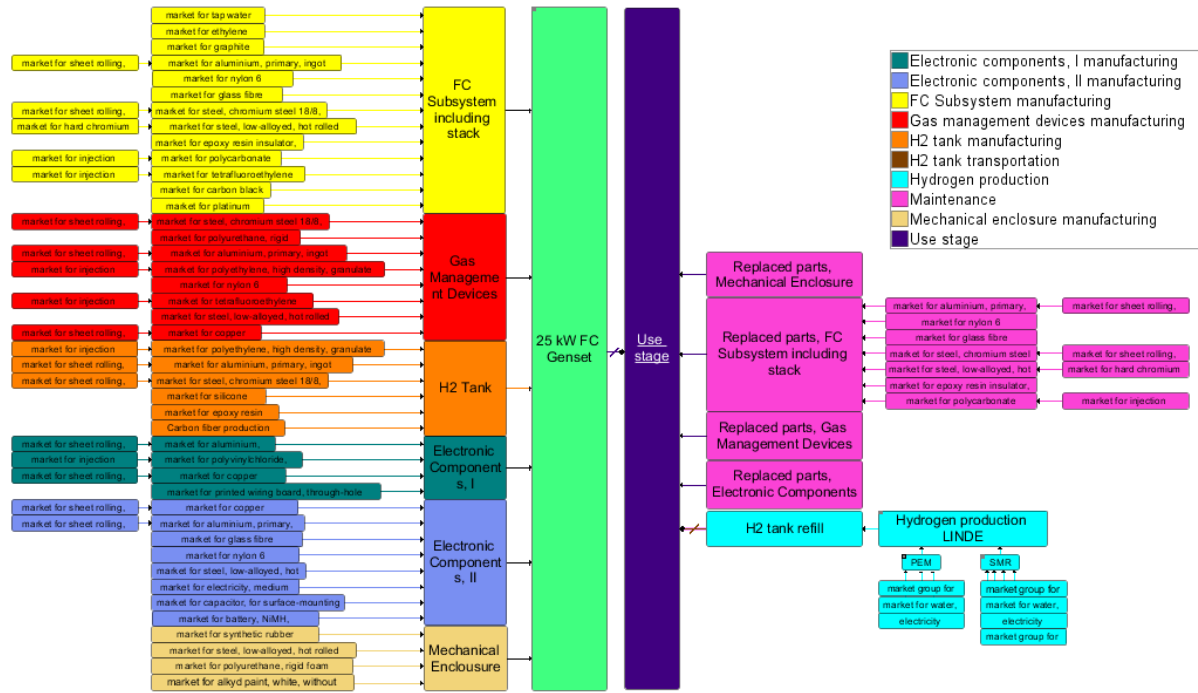 market for tap water
market for ethylene
market for graphite
market for sheet rolling,
market for aluminium, primary, ingot
market for nylon 6
market for glass fibre
market for sheet rolling,
market for steel, chromium steel 18/8,
market for hard chromium
market for steel, low-alloyed, hot rolled
market for epoxy resin insulator,
market for injection
market for polycarbonate
market for injection
market for tetrafluoroethylene
market for carbon black
market for platinum
FC
Subsystem
including
stack
market for sheet rolling,
market for steel, chromium steel 18/8,
market for polyurethane, rigid
market for sheet rolling,
market for aluminium, primary, ingot
market for injection
market for polyethylene, high density, granulate
market for nylon 6
market for injection
market for tetrafluoroethylene
market for steel, low-alloyed, hot rolled
market for sheet rolling,
market for copper
Gas
Manageme
nt Devices
market for injection
market for polyethylene, high density, granulate
market for sheet rolling,
market for aluminium, primary, ingot
market for sheet rolling,
market for steel, chromium steel 18/8,
market for silicone
market for epoxy resin
Carbon fiber production
H2 Tank
market for sheet rolling,
market for aluminium,
market for injection
market for polyvinylchloride,
market for sheet rolling,
market for copper
market for printed wiring board, through-hole
Electronic
Component
s, I
market for sheet rolling,
market for copper
market for sheet rolling,
market for aluminium, primary,
market for glass fibre
market for nylon 6
market for steel, low-alloyed, hot
market for electricity, medium
market for capacitor, for surface-mounting
market for battery, NiMH,
Electronic
Component
s, II
market for synthetic rubber
market for steel, low-alloyed, hot rolled
market for polyurethane, rigid foam
market for alkyd paint, white, without
Mechanical
Enclousure
25 kW FC
Genset
Use
stage
Electronic components, I manufacturing
Electronic components, II manufacturing
FC Subsystem manufacturing
Gas management devices manufacturing
H2 tank manufacturing
H2 tank transportation
Hydrogen production
Maintenance
Mechanical enclosure manufacturing
Use stage
Replaced parts,
Mechanical Enclosure
Replaced parts, FC
Subsystem including
stack
market for aluminium, primary,
market for sheet rolling,
market for nylon 6
market for glass fibre
market for steel, chromium steel
market for sheet rolling,
market for steel, low-alloyed, hot
market for hard chromium
market for epoxy resin insulator,
market for polycarbonate
market for injection
Replaced parts, Gas
Management Devices
Replaced parts,
Electronic Components
H2 tank refill
Hydrogen production
LINDE
PEM
SMR
market group for
market for water,
electricity
market group for
market for water,
electricity
market group for